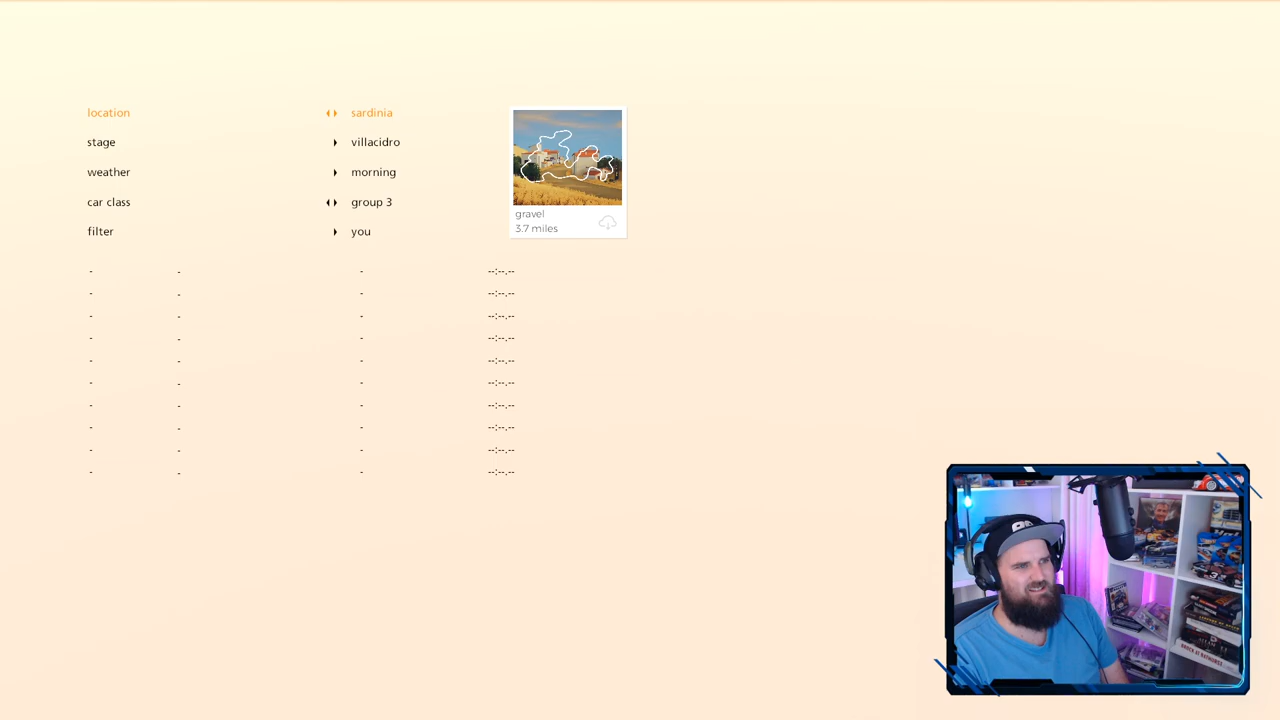 location sardinia
stage villacidro
weather morning
car class group 3
filter you
gravel
3.7 miles
- - - --:--.--
- - - --:--.--
- - - --:--.--
- - - --:--.--
- - - --:--.--
- - - --:--.--
- - - --:--.--
- - - --:--.--
- - - --:--.--
- - - --:--.--